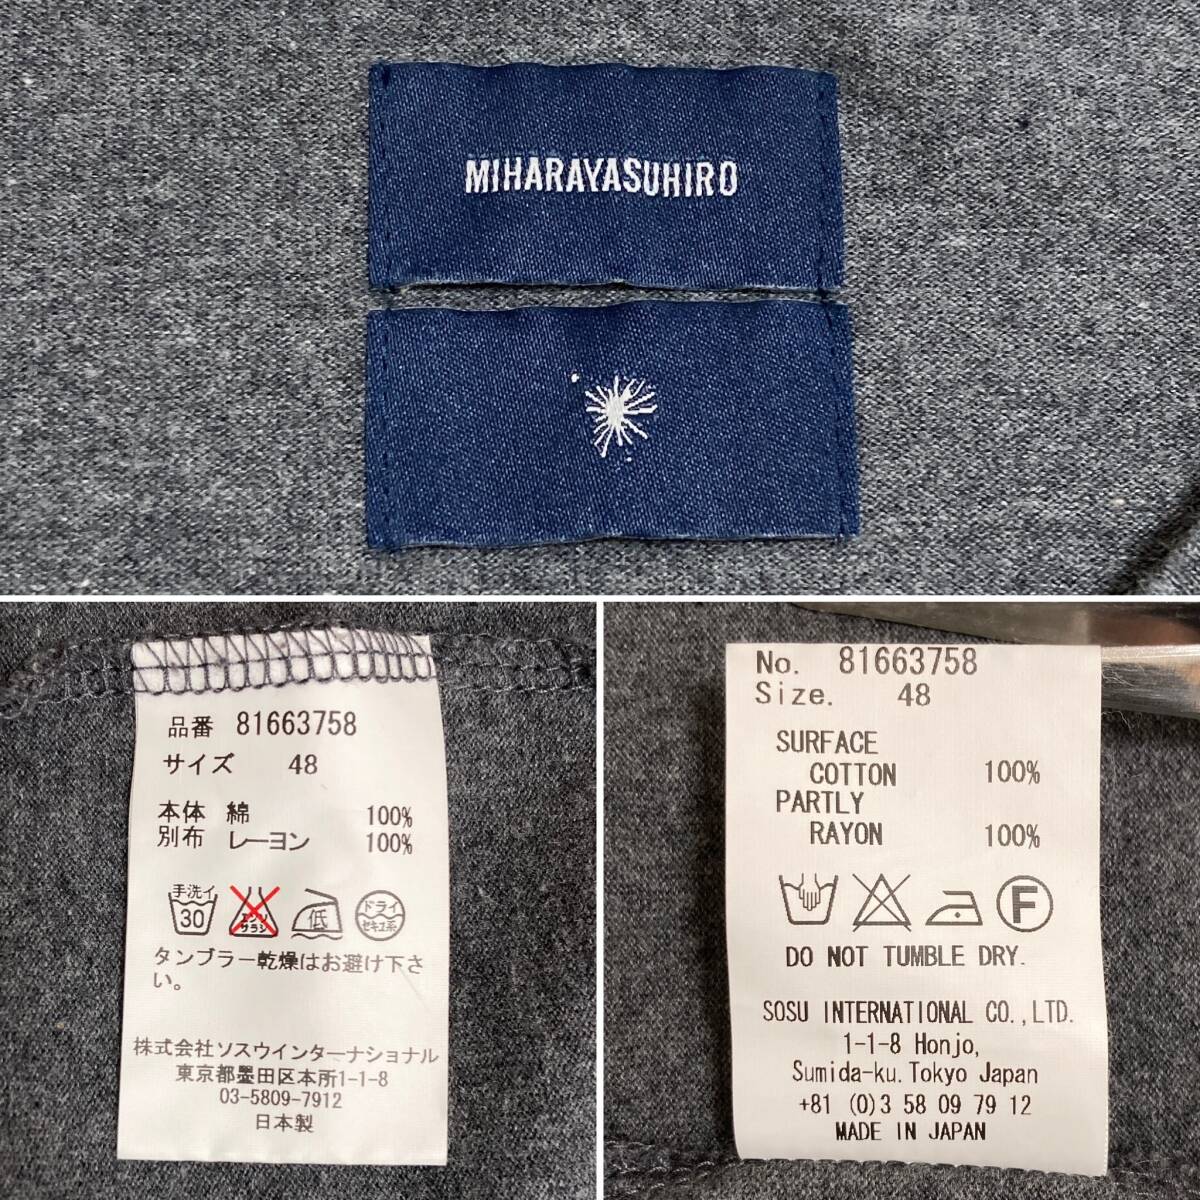 MIHARAYASUHIRO
品番 81663758
サイズ 48
本体 綿 100%
別布 レーヨン 100%
手洗イ
30
エンソ
サラシ
低
ドライ
セキユ系
タンブラー乾燥はお避け下さ
い。
株式会社ソスウインターナショナル
東京都墨田区本所1-1-8
03-5809-7912
日本製
No. 81663758
Size. 48
SURFACE
COTTON 100%
PARTLY
RAYON 100%
F
DO NOT TUMBLE DRY.
SOSU INTERNATIONAL CO.,LTD.
1-1-8 Honjo,
Sumida-ku.Tokyo Japan
+81 (0)3 58 09 79 12
MADE IN JAPAN